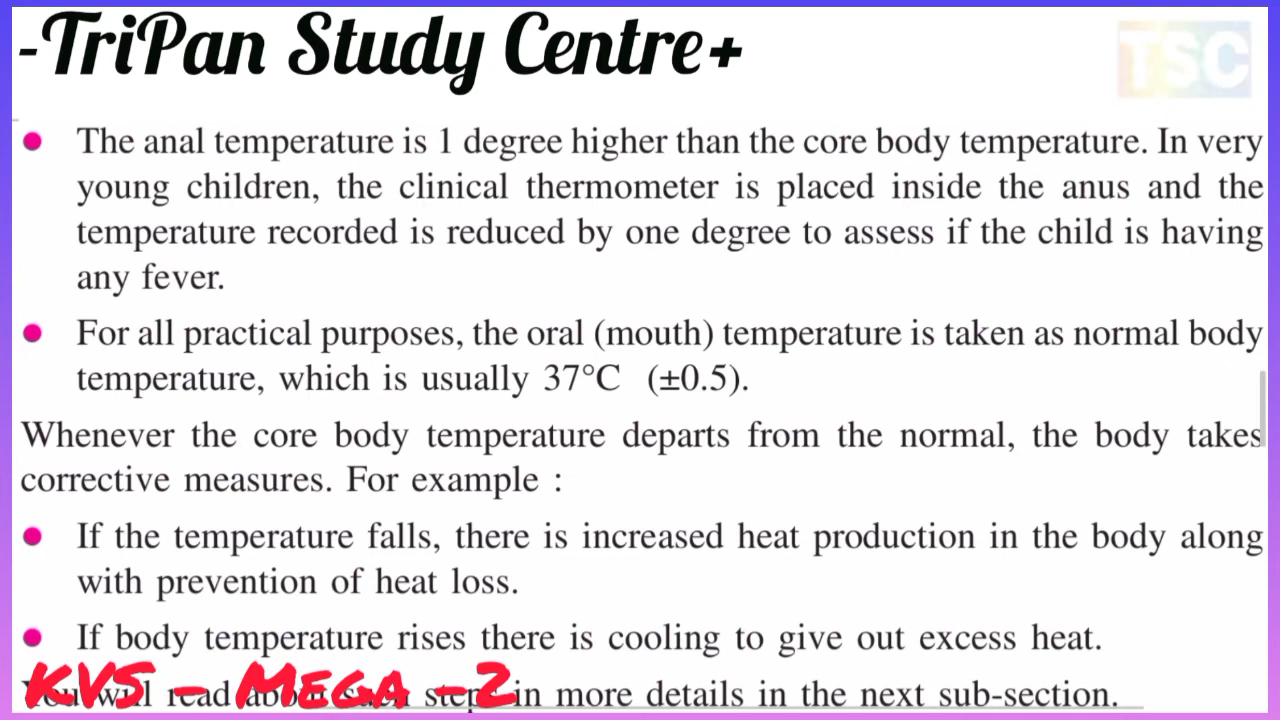 -TriPan Study Centre+
TSC
The anal temperature is 1 degree higher than the core body temperature. In very
young children, the clinical thermometer is placed inside the anus and the
temperature recorded is reduced by one degree to assess if the child is having
any fever.
For all practical purposes, the oral (mouth) temperature is taken as normal body
temperature, which is usually 37°C (±0.5).
Whenever the core body temperature departs from the normal, the body takes
corrective measures. For example :
If the temperature falls, there is increased heat production in the body along
with prevention of heat loss.
If body temperature rises there is cooling to give out excess heat.
KVS - Mega -2
You will read about such steps in more details in the next sub-section.